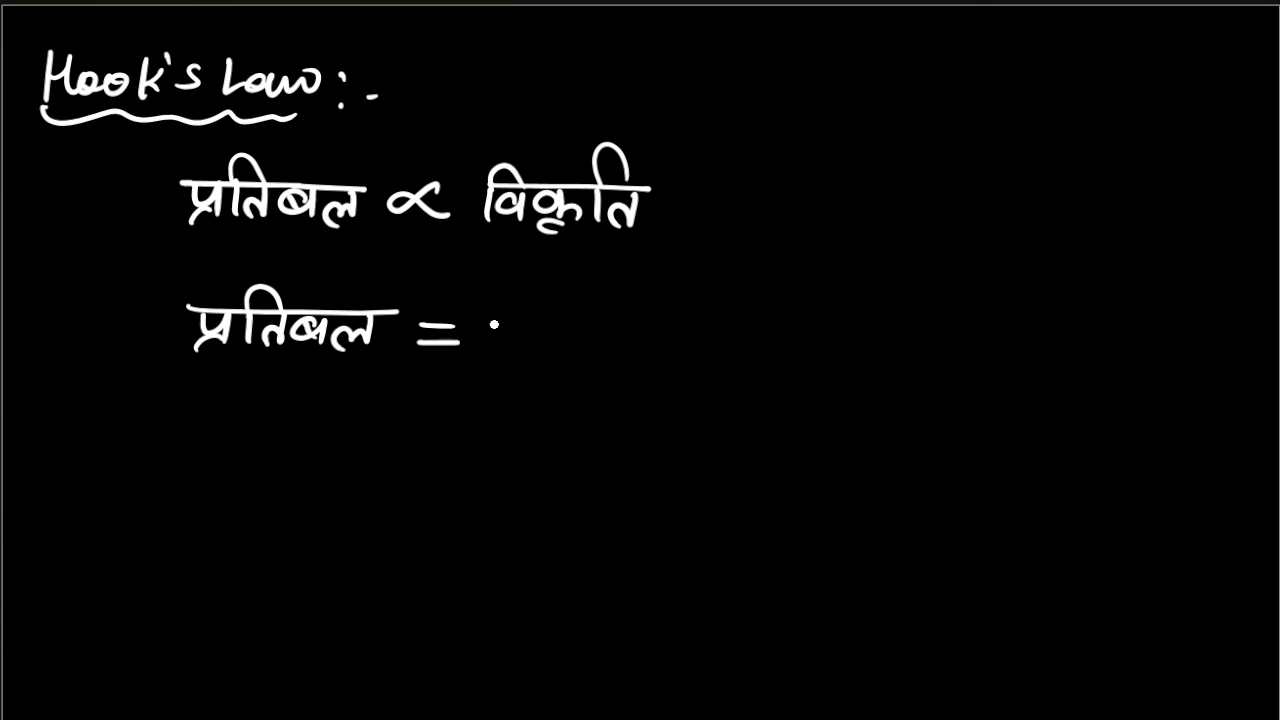 Hook's Law :-
प्रतिबल ∝ विकृति
प्रतिबल =